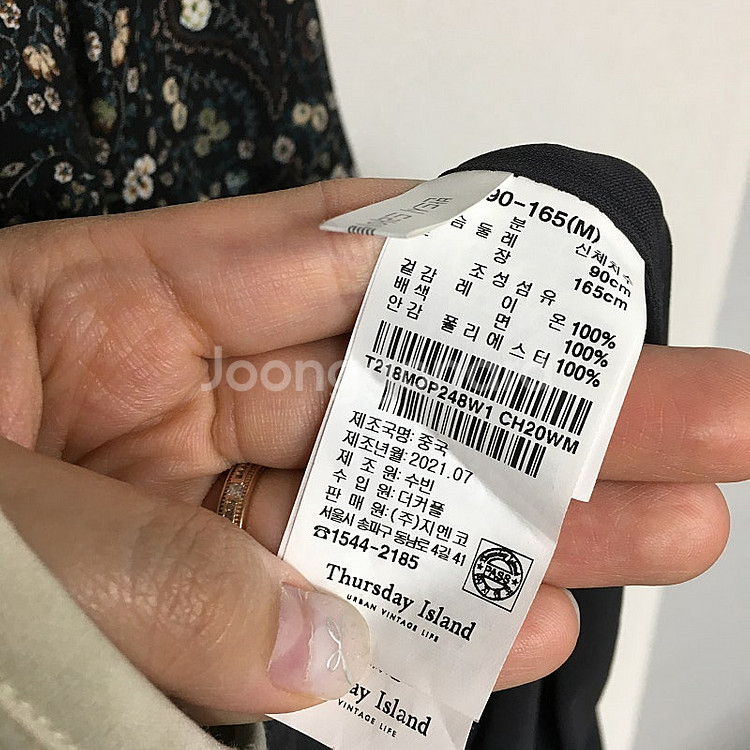 90-165(M)
분 신체치수
슴 둘 레 90cm
장 165cm
겉감 조성섬유
배색 레 이 온 100%
면 100%
안감 폴리에스터 100%
T218MOP248W1 CH20WM
제조국명: 중국
제조년월: 2021.07
제 조 원: 수빈
수 입 원: 더커플
판 매 원: (주)지엔코
서울시 송파구 동남로 4길 41
☎1544-2185
PASS
Thursday Island
URBAN VINTAGE LIFE
ay Island
VINTAGE LIFE
Joong